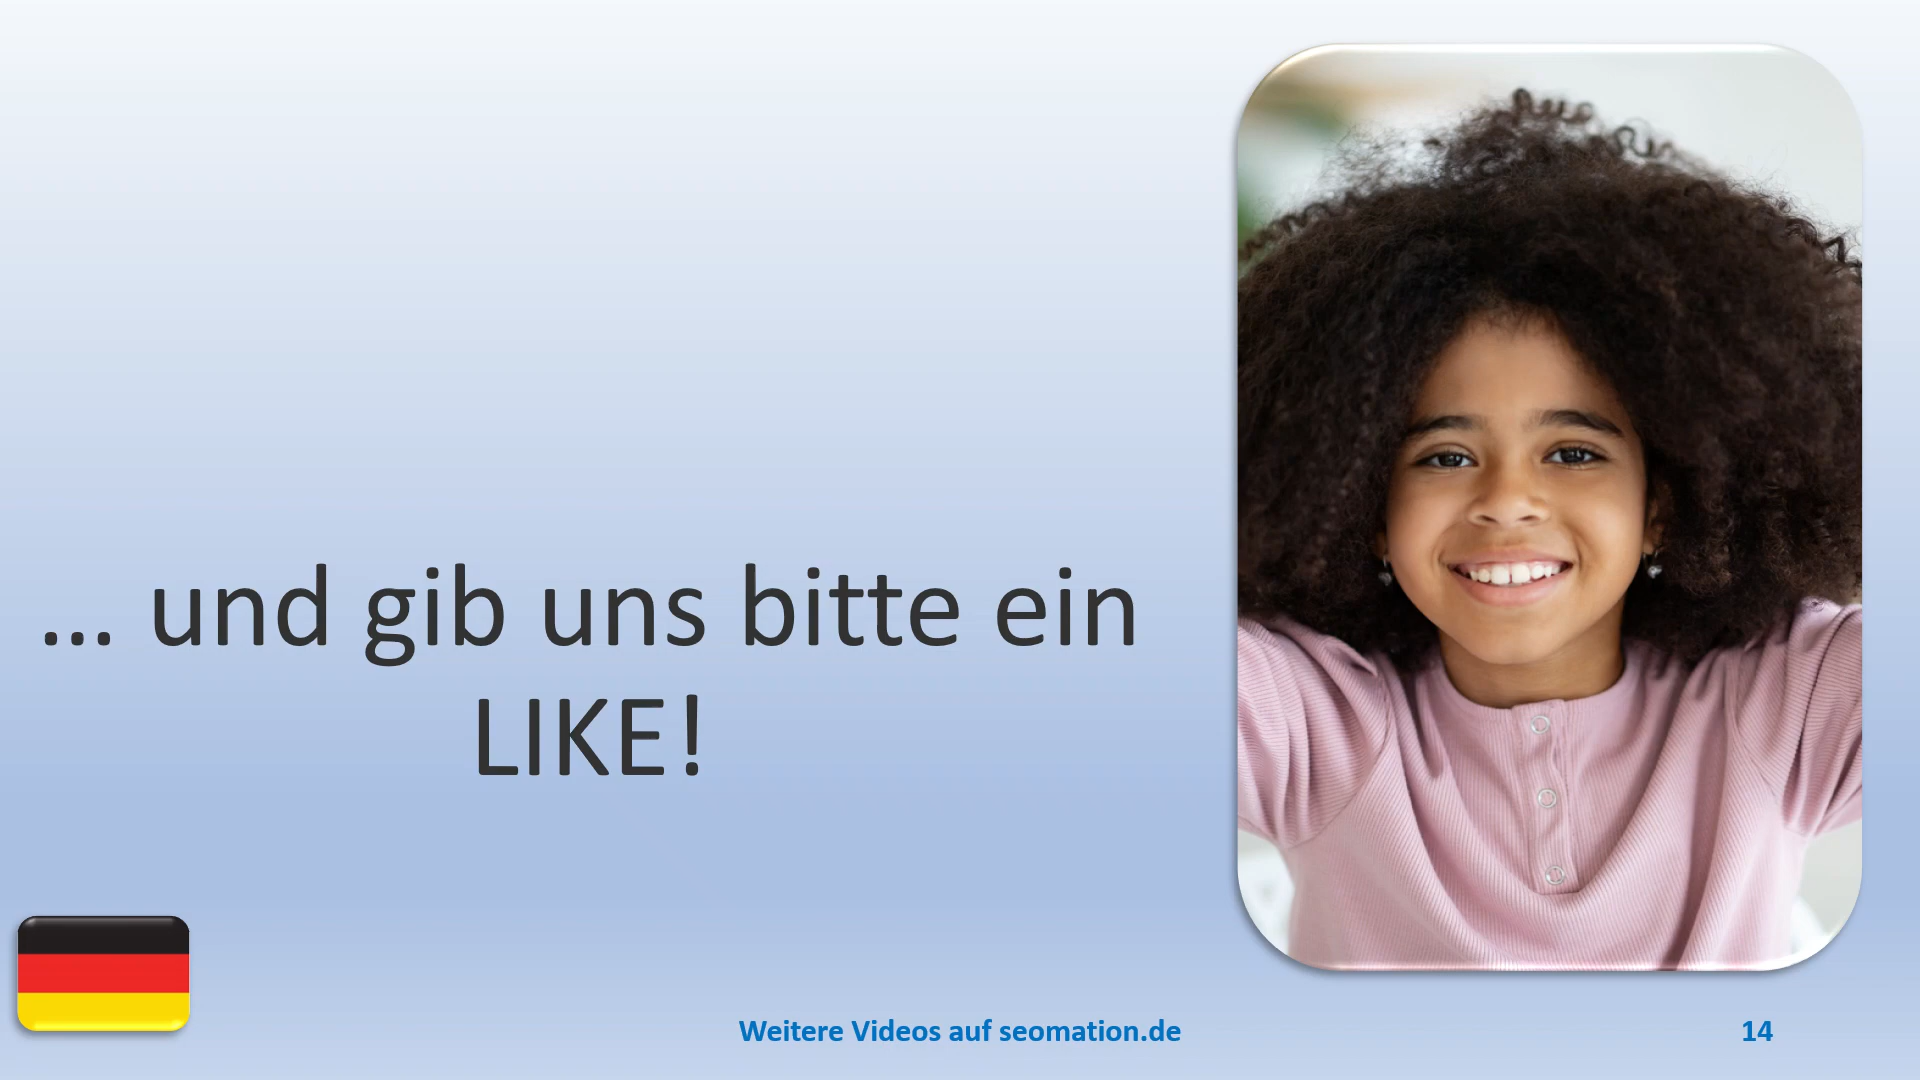 ... und gib uns bitte ein
LIKE!
Weitere Videos auf seomation.de
14